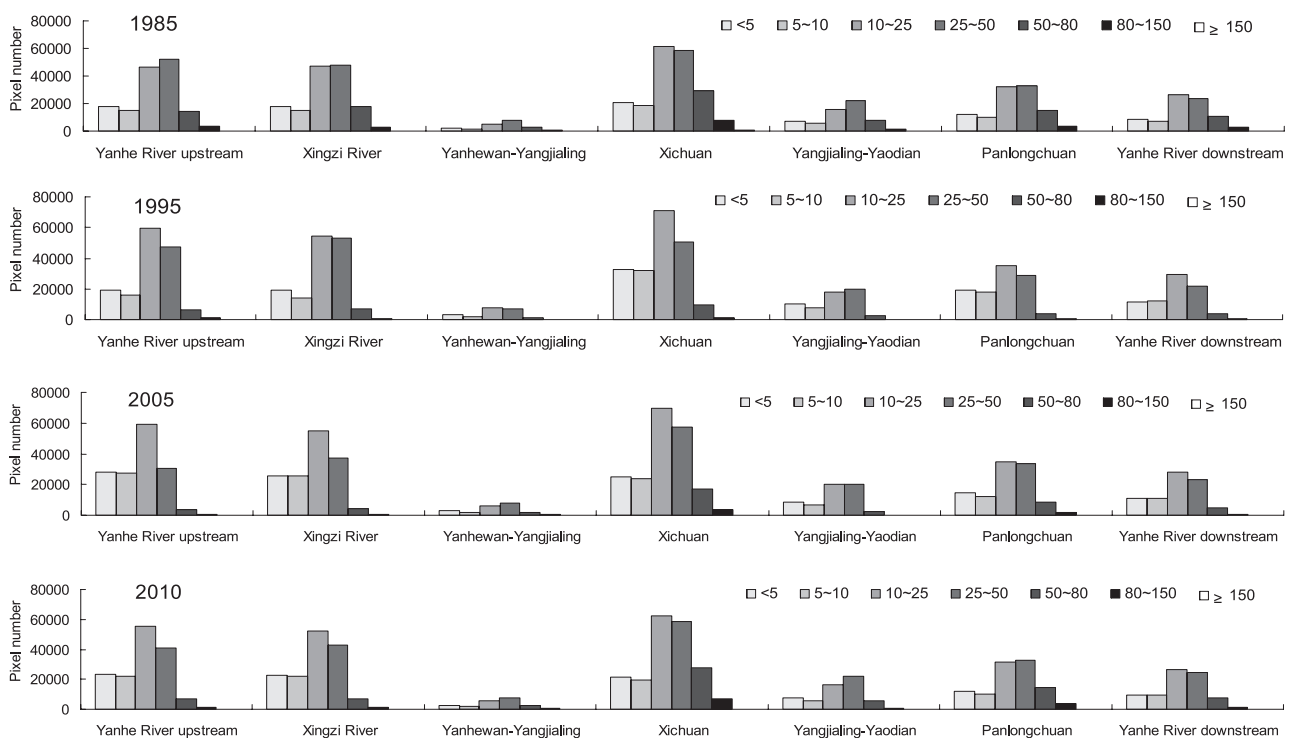 80000
60000
40000
20000
0
Pixel number
1985
<5 5~10 10~25 25~50 50~80 80~150 ≥ 150
Yanhe River upstream Xingzi River Yanhewan-Yangjialing Xichuan Yangjialing-Yaodian Panlongchuan Yanhe River downstream
80000
60000
40000
20000
0
Pixel number
1995
<5 5~10 10~25 25~50 50~80 80~150 ≥ 150
Yanhe River upstream Xingzi River Yanhewan-Yangjialing Xichuan Yangjialing-Yaodian Panlongchuan Yanhe River downstream
80000
60000
40000
20000
0
Pixel number
2005
<5 5~10 10~25 25~50 50~80 80~150 ≥ 150
Yanhe River upstream Xingzi River Yanhewan-Yangjialing Xichuan Yangjialing-Yaodian Panlongchuan Yanhe River downstream
80000
60000
40000
20000
0
Pixel number
2010
<5 5~10 10~25 25~50 50~80 80~150 ≥ 150
Yanhe River upstream Xingzi River Yanhewan-Yangjialing Xichuan Yangjialing-Yaodian Panlongchuan Yanhe River downstream